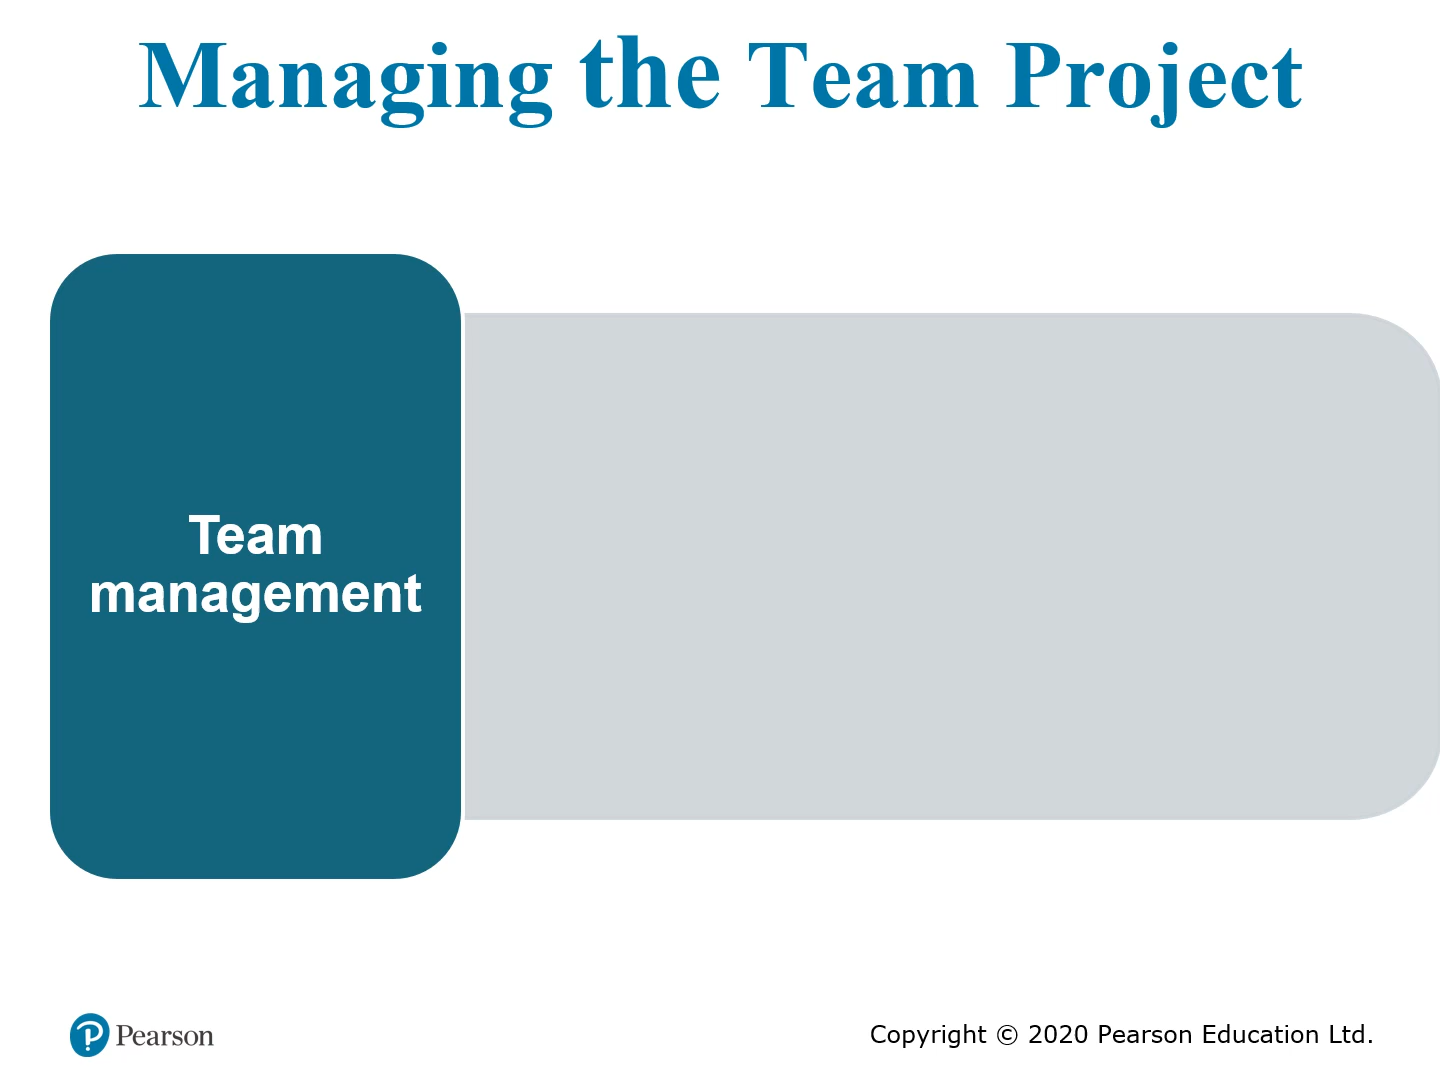 Managing the Team Project
Team
management
Pearson
Copyright © 2020 Pearson Education Ltd.